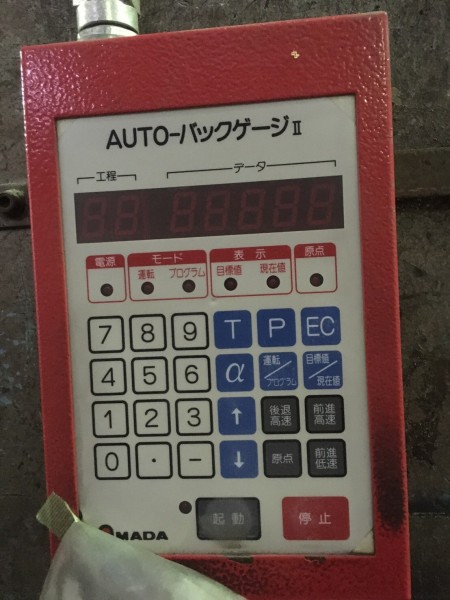 AUTO-バックゲージⅡ
工程 データ
電源 モード 表示 原点
運転 プログラム 目標値 現在値
7 8 9 T P EC
4 5 6 α 運転/プログラム 目標値/現在値
1 2 3 ↑ 後退高速 前進高速
0 · - ↓ 原点 前進低速
起動 停止
MADA